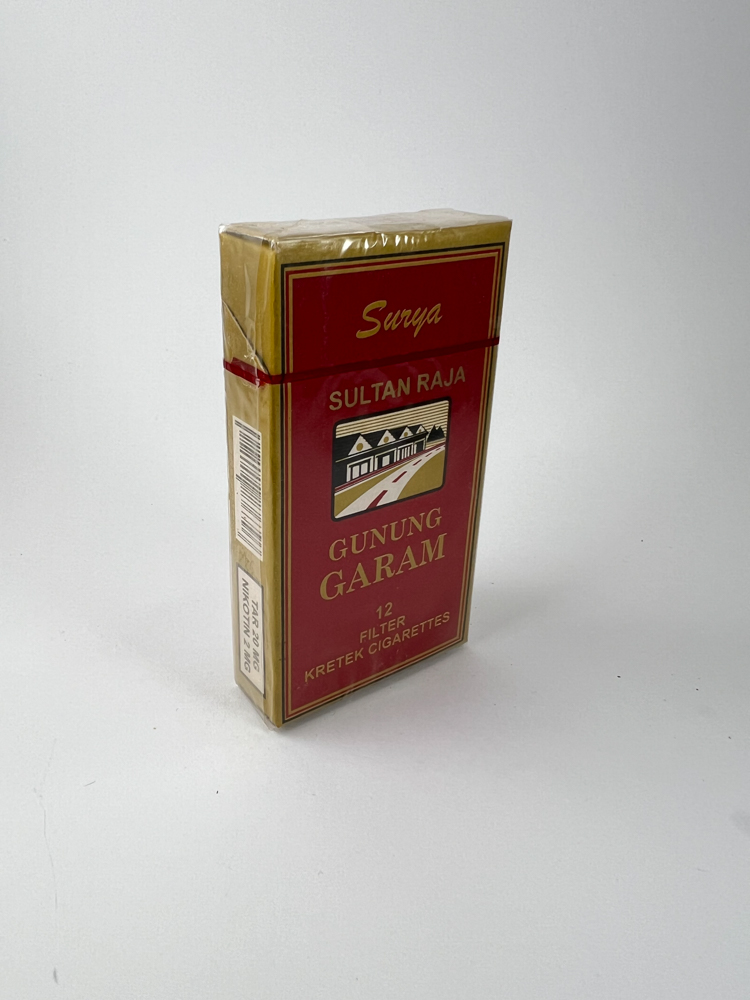 Surya
SULTAN RAJA
GUNUNG
GARAM
12
FILTER
KRETEK CIGARETTES
TAR 20 MG
NIKOTIN 2 MG